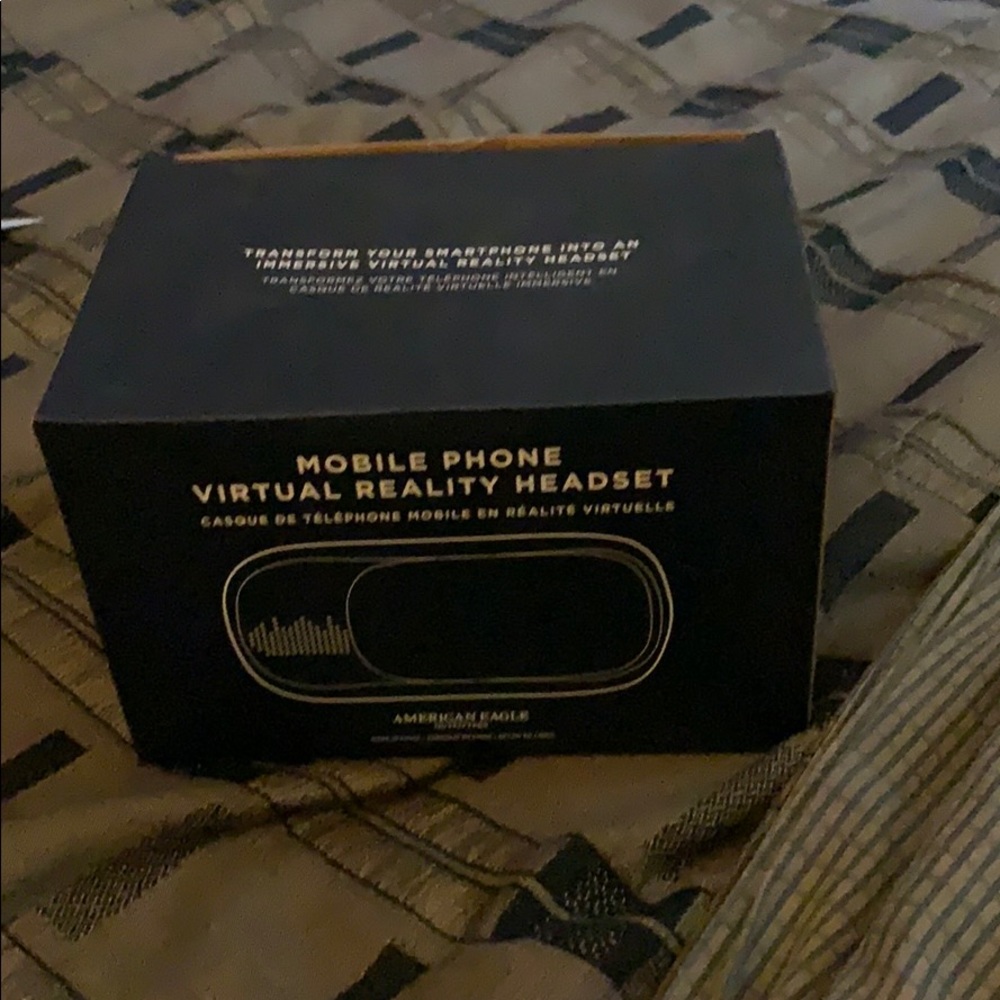 TRANSFORM YOUR SMARTPHONE INTO AN
IMMERSIVE VIRTUAL REALITY HEADSET
TRANSFORMEZ VOTRE TÉLÉPHONE INTELLIGENT EN
CASQUE DE RÉALITÉ VIRTUELLE IMMERSIVE
MOBILE PHONE
VIRTUAL REALITY HEADSET
CASQUE DE TÉLÉPHONE MOBILE EN RÉALITÉ VIRTUELLE
AMERICAN EAGLE